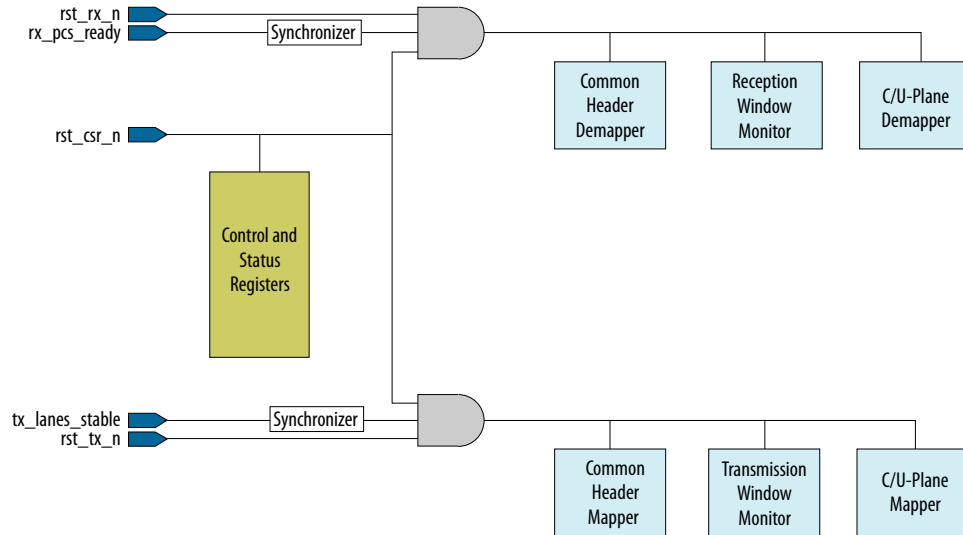 rst_rx_n
rx_pcs_ready
Synchronizer
Common
Header
Demapper
Reception
Window
Monitor
C/U-Plane
Demapper
rst_csr_n
Control and
Status
Registers
tx_lanes_stable
Synchronizer
rst_tx_n
Common
Header
Mapper
Transmission
Window
Monitor
C/U-Plane
Mapper